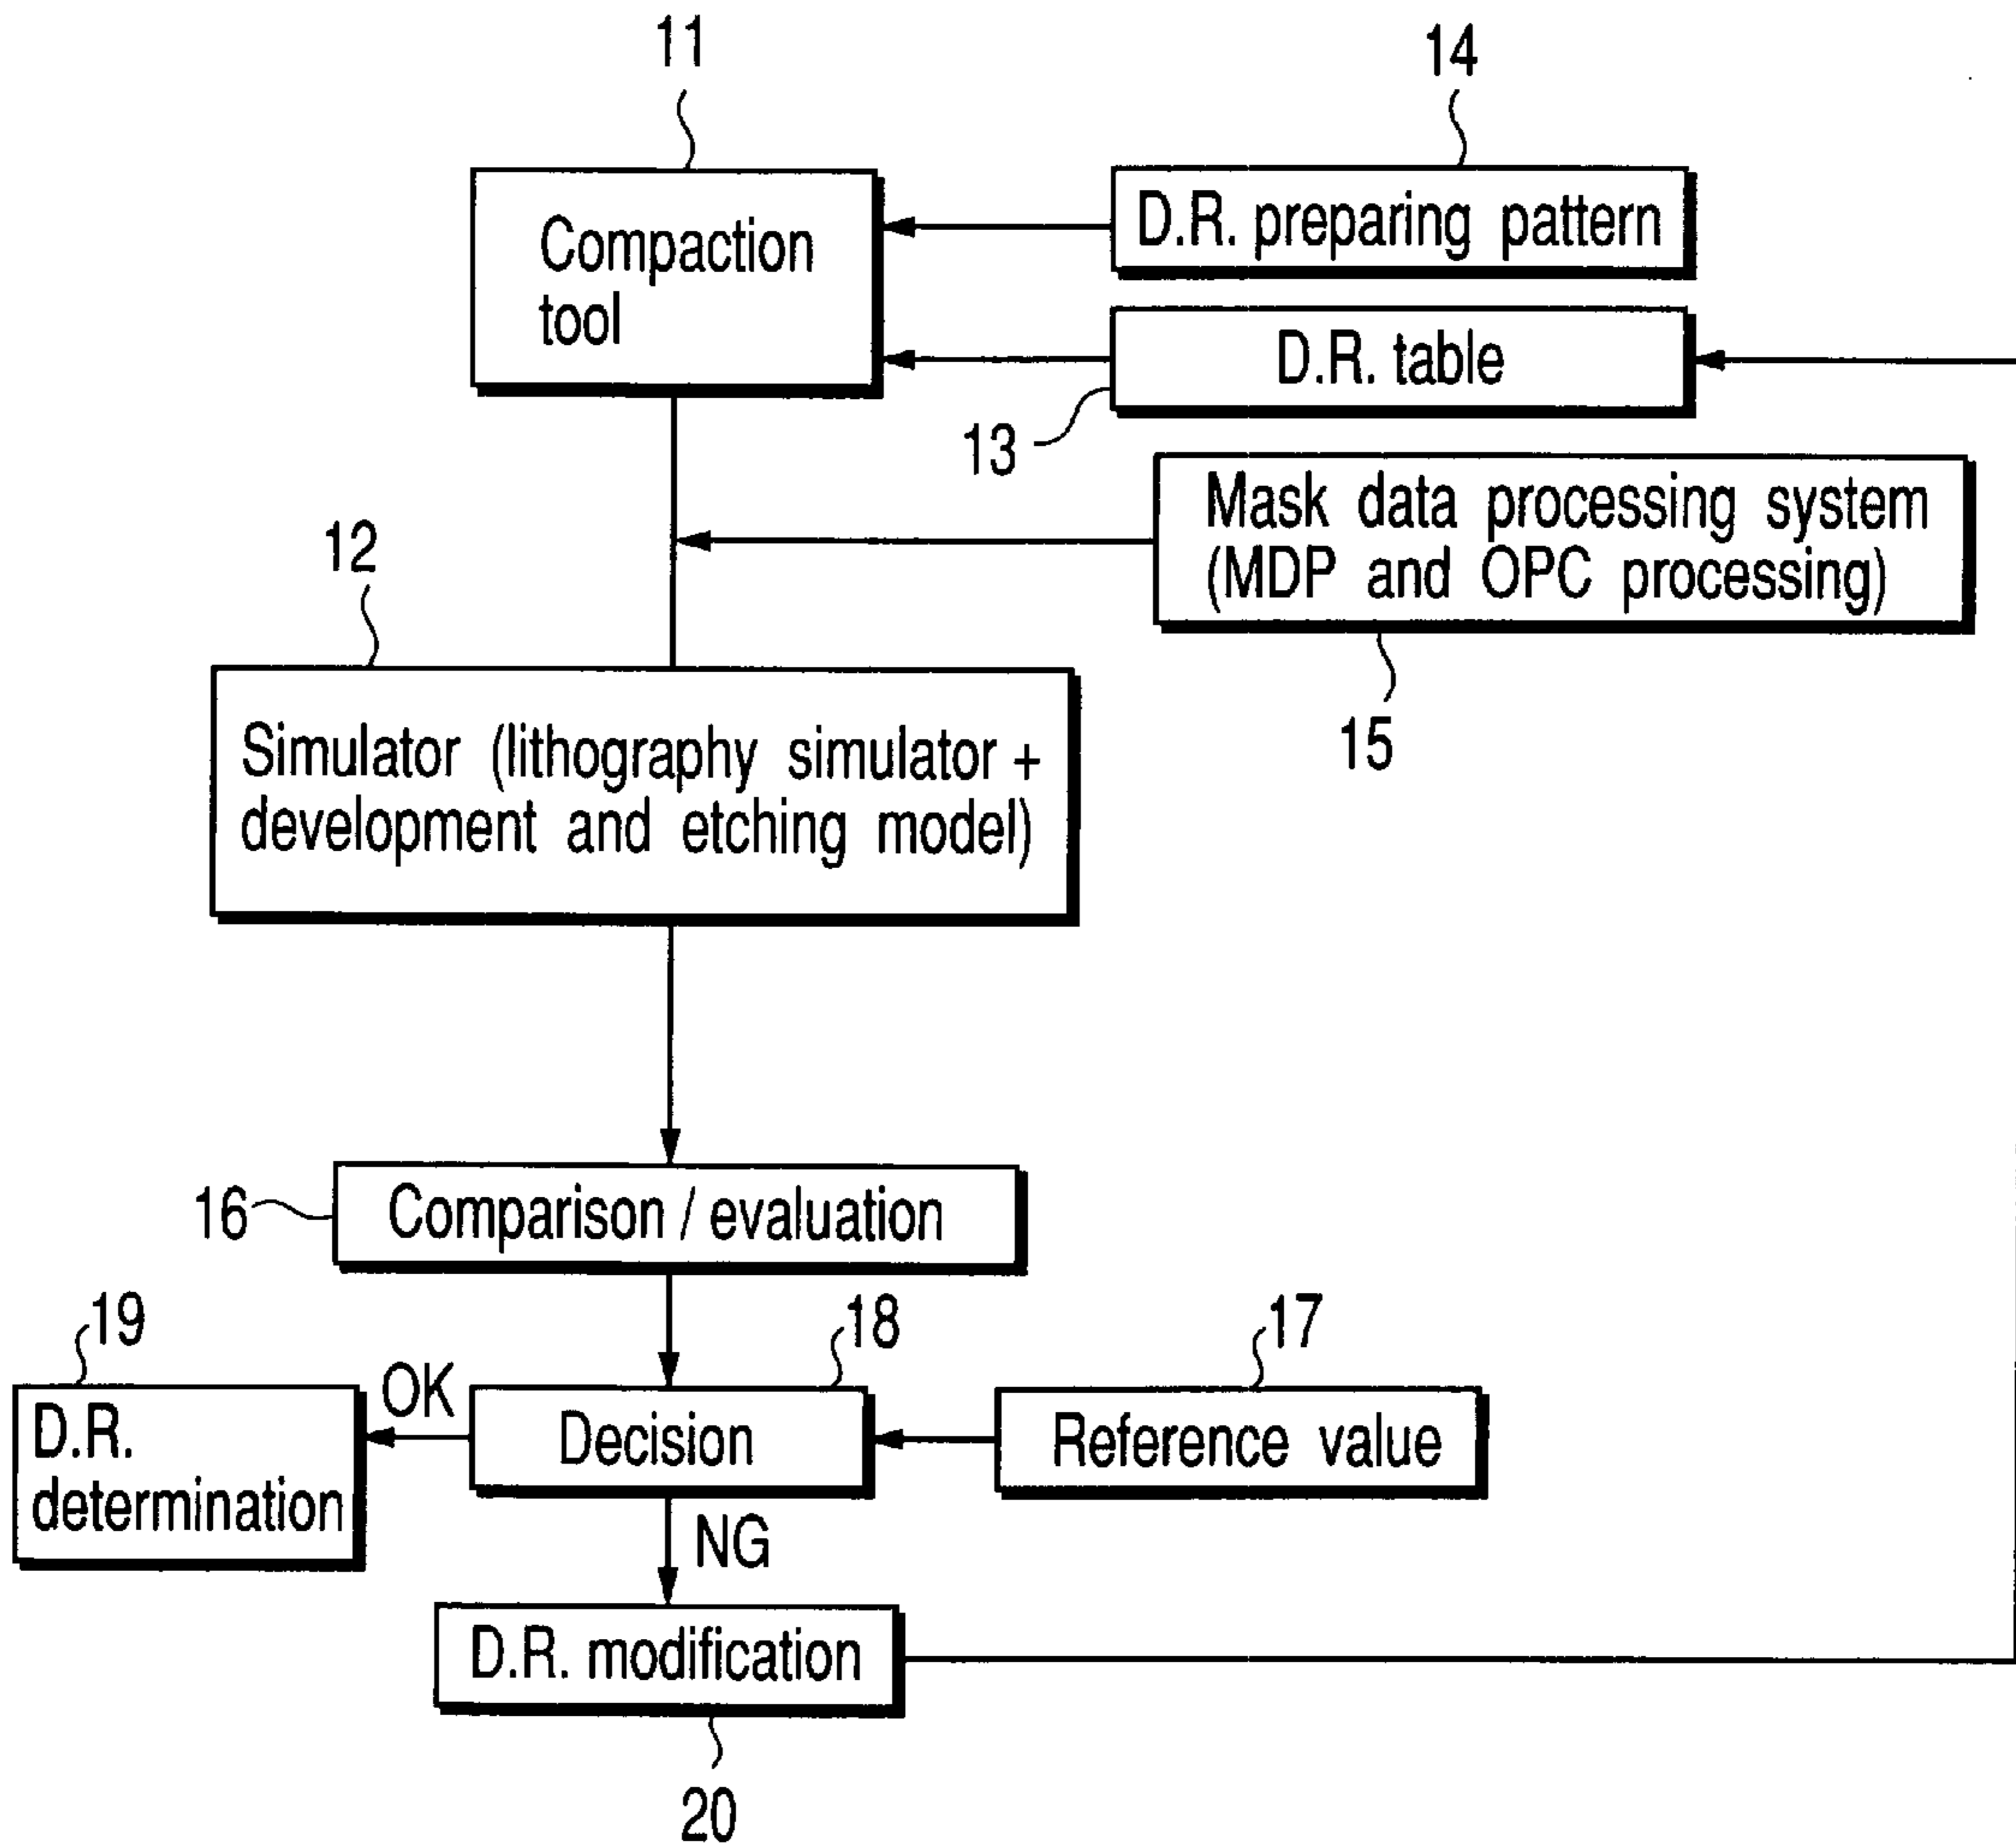 11
14
Compaction
tool
D.R. preparing pattern
D.R. table
13
Mask data processing system
(MDP and OPC processing)
12
15
Simulator (lithography simulator +
development and etching model)
16
Comparison / evaluation
19
18
17
OK
D.R.
determination
Decision
Reference value
NG
D.R. modification
20